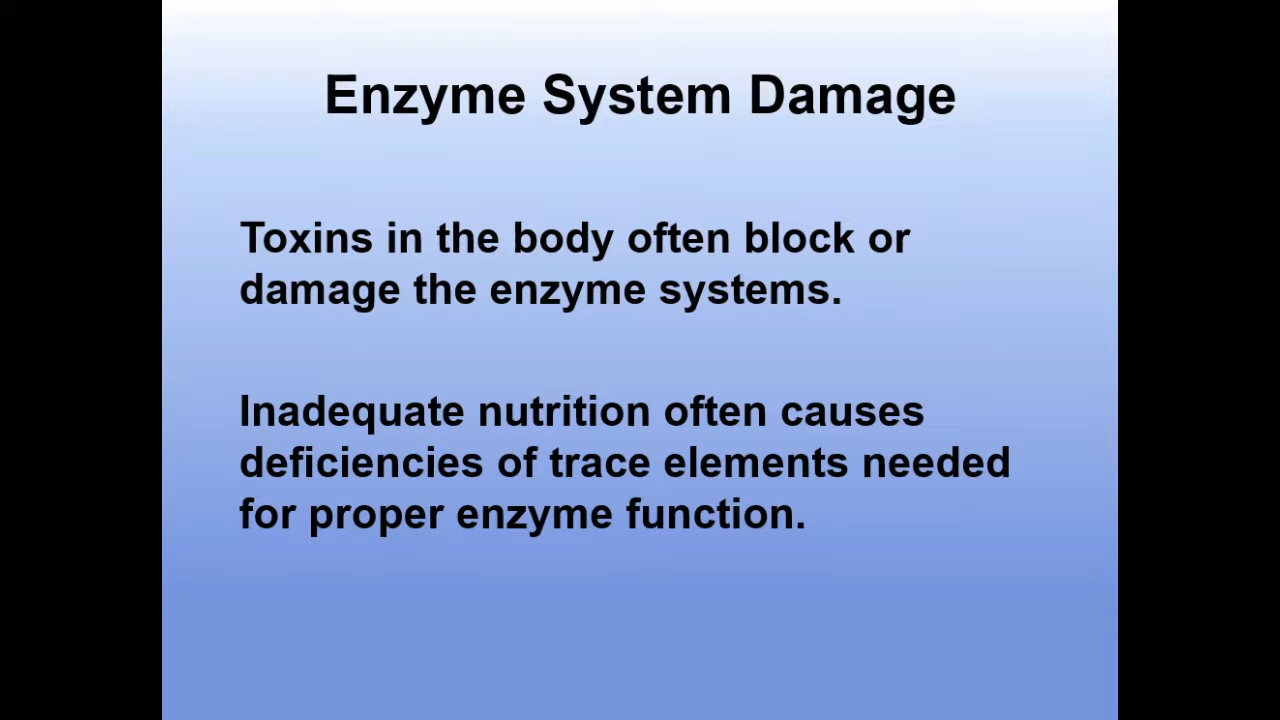 Enzyme System Damage
Toxins in the body often block or
damage the enzyme systems.
Inadequate nutrition often causes
deficiencies of trace elements needed
for proper enzyme function.